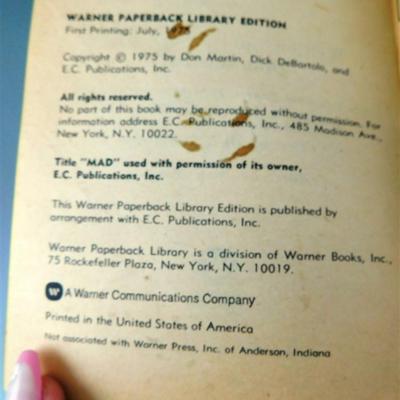 WARNER PAPERBACK LIBRARY EDITION
First Printing: July, 1975
Copyright © 1975 by Don Martin, Dick DeBartolo, and
E.C. Publications, Inc.
All rights reserved.
No part of this book may be reproduced without permission. For
information address E.C. Publications, Inc., 485 Madison Ave.,
New York, N.Y. 10022.
Title "MAD" used with permission of its owner,
E.C. Publications, Inc.
This Warner Paperback Library Edition is published by
arrangement with E.C. Publications, Inc.
Warner Paperback Library is a division of Warner Books, Inc.,
75 Rockefeller Plaza, New York, N.Y. 10019.
A Warner Communications Company
Printed in the United States of America
Not associated with Warner Press, Inc. of Anderson, Indiana